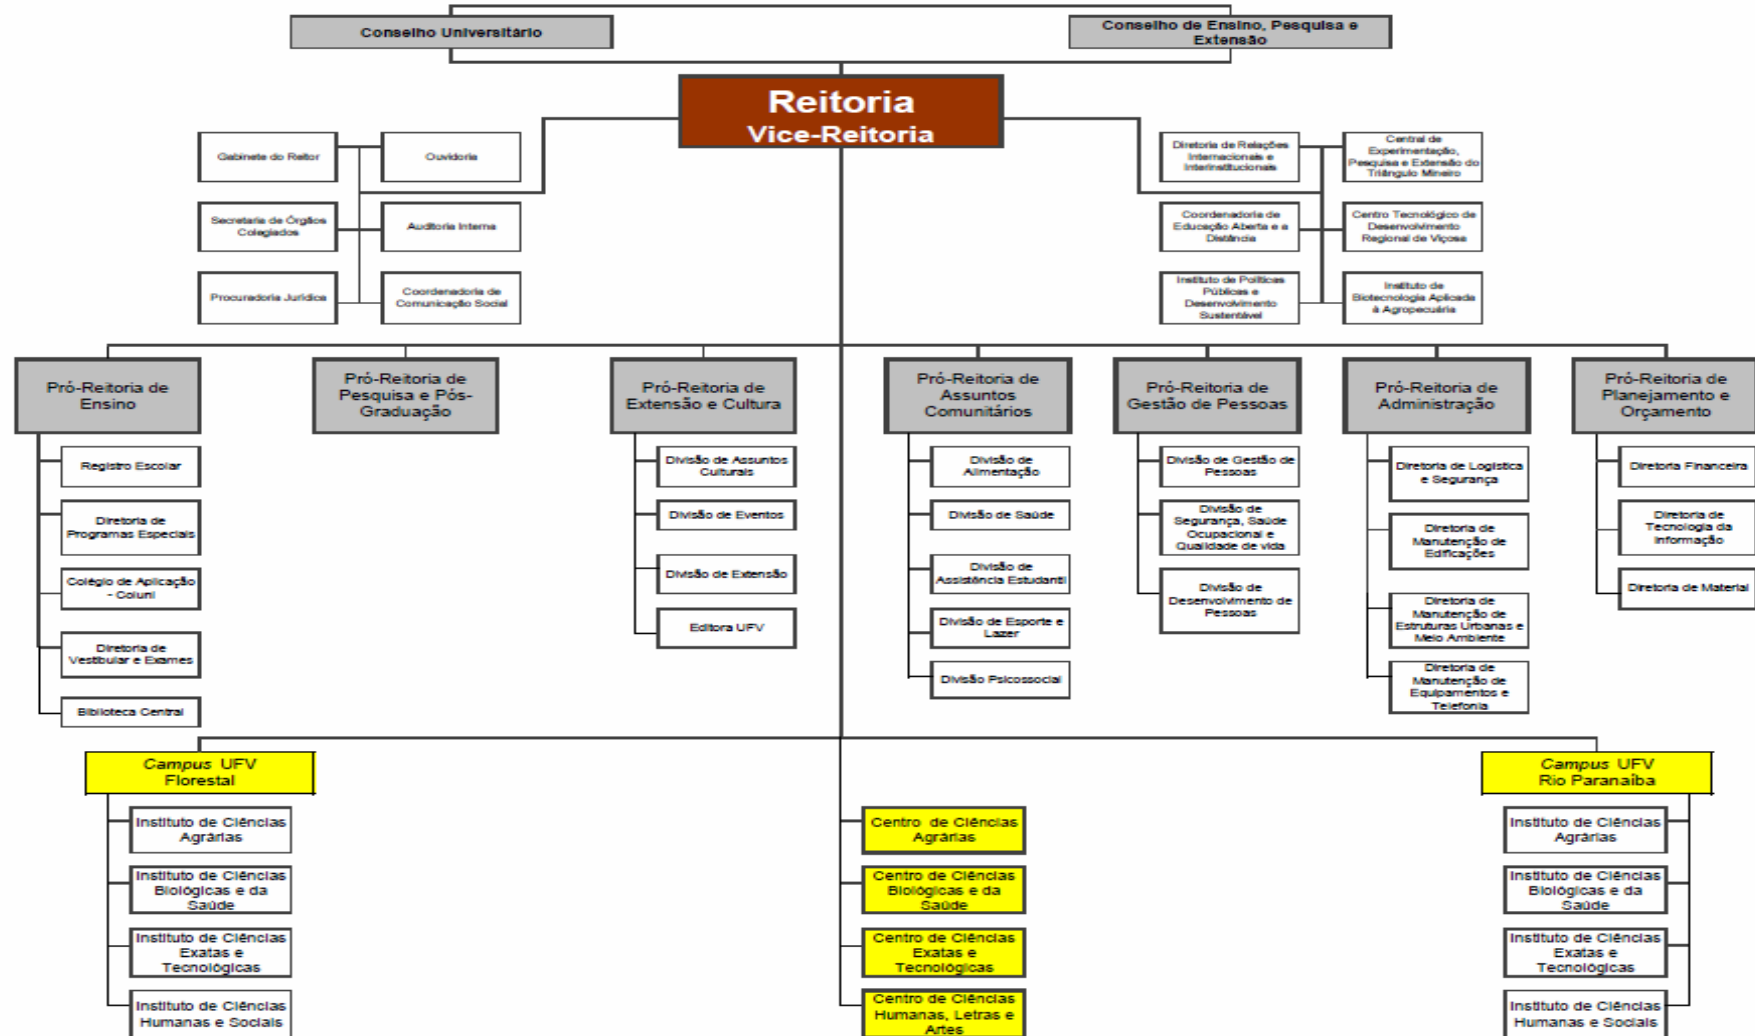 Conselho Universitário
Conselho de Ensino, Pesquisa e
Extensão
Reitoria
Vice-Reitoria
Gabinete do Reitor
Ouvidoria
Secretaria de Órgãos
Colegiados
Auditoria Interna
Procuradoria Jurídica
Coordenadoria de
Comunicação Social
Diretoria de Relações
Internacionais e
Interinstitucionais
Central de
Experimentação,
Pesquisa e Extensão do
Triângulo Mineiro
Coordenadoria de
Educação Aberta e a
Distância
Centro Tecnológico de
Desenvolvimento
Regional de Viçosa
Instituto de Políticas
Públicas e
Desenvolvimento
Sustentável
Instituto de
Biotecnologia Aplicada
à Agropecuária
Pró-Reitoria de
Ensino
Registro Escolar
Diretoria de
Programas Especiais
Colégio de Aplicação
- Coluni
Diretoria de
Vestibular e Exames
Biblioteca Central
Pró-Reitoria de
Pesquisa e Pós-
Graduação
Pró-Reitoria de
Extensão e Cultura
Divisão de Assuntos
Culturais
Divisão de Eventos
Divisão de Extensão
Editora UFV
Pró-Reitoria de
Assuntos
Comunitários
Divisão de
Alimentação
Divisão de Saúde
Divisão de
Assistência Estudantil
Divisão de Esporte e
Lazer
Divisão Psicossocial
Pró-Reitoria de
Gestão de Pessoas
Divisão de Gestão de
Pessoas
Divisão de
Segurança, Saúde
Ocupacional e
Qualidade de vida
Divisão de
Desenvolvimento de
Pessoas
Pró-Reitoria de
Administração
Diretoria de Logística
e Segurança
Diretoria de
Manutenção de
Edificações
Diretoria de
Manutenção de
Estruturas Urbanas e
Meio Ambiente
Diretoria de
Manutenção de
Equipamentos e
Telefonia
Pró-Reitoria de
Planejamento e
Orçamento
Diretoria Financeira
Diretoria de
Tecnologia da
Informação
Diretoria de Material
Campus UFV
Florestal
Instituto de Ciências
Agrárias
Instituto de Ciências
Biológicas e da
Saúde
Instituto de Ciências
Exatas e
Tecnológicas
Instituto de Ciências
Humanas e Sociais
Centro de Ciências
Agrárias
Centro de Ciências
Biológicas e da
Saúde
Centro de Ciências
Exatas e
Tecnológicas
Centro de Ciências
Humanas, Letras e
Artes
Campus UFV
Rio Paranaíba
Instituto de Ciências
Agrárias
Instituto de Ciências
Biológicas e da
Saúde
Instituto de Ciências
Exatas e
Tecnológicas
Instituto de Ciências
Humanas e Sociais